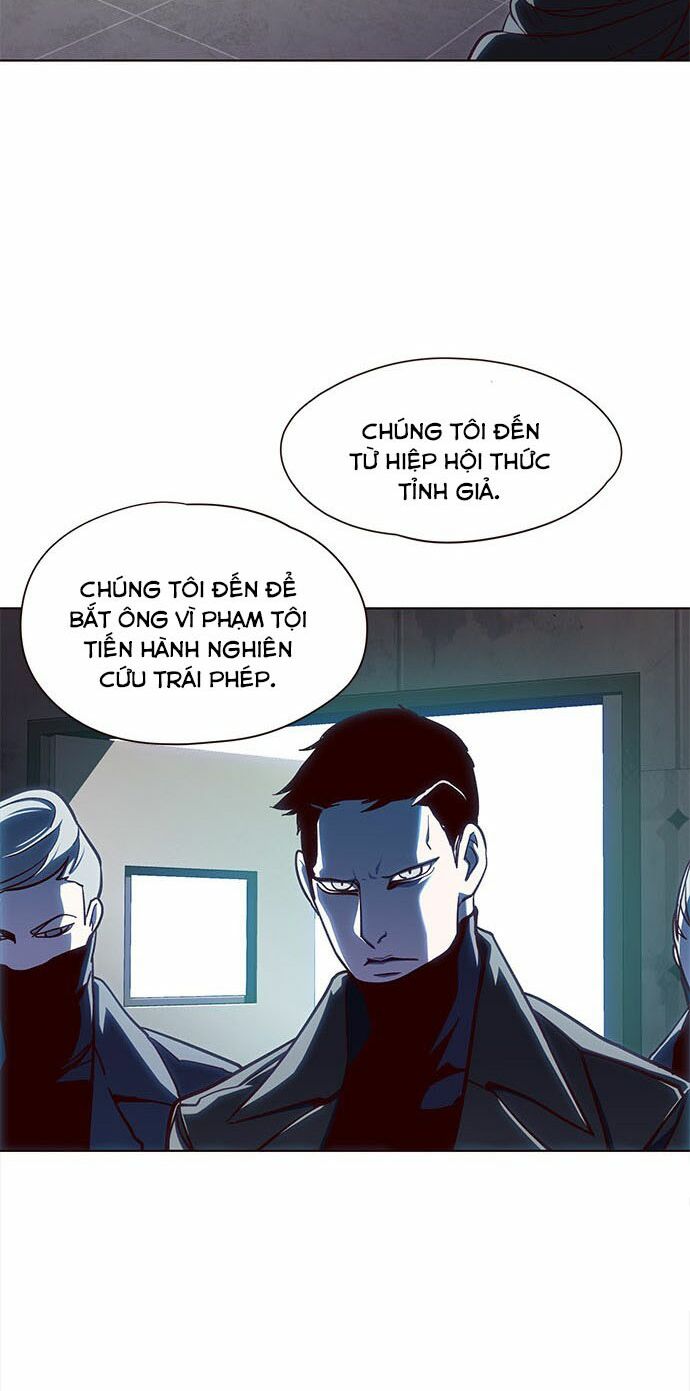 CHÚNG TÔI ĐẾN
TỪ HIỆP HỘI THỨC
TỈNH GIẢ.
CHÚNG TÔI ĐẾN ĐỂ
BẮT ÔNG VÌ PHẠM TỘI
TIẾN HÀNH NGHIÊN
CỨU TRÁI PHÉP.